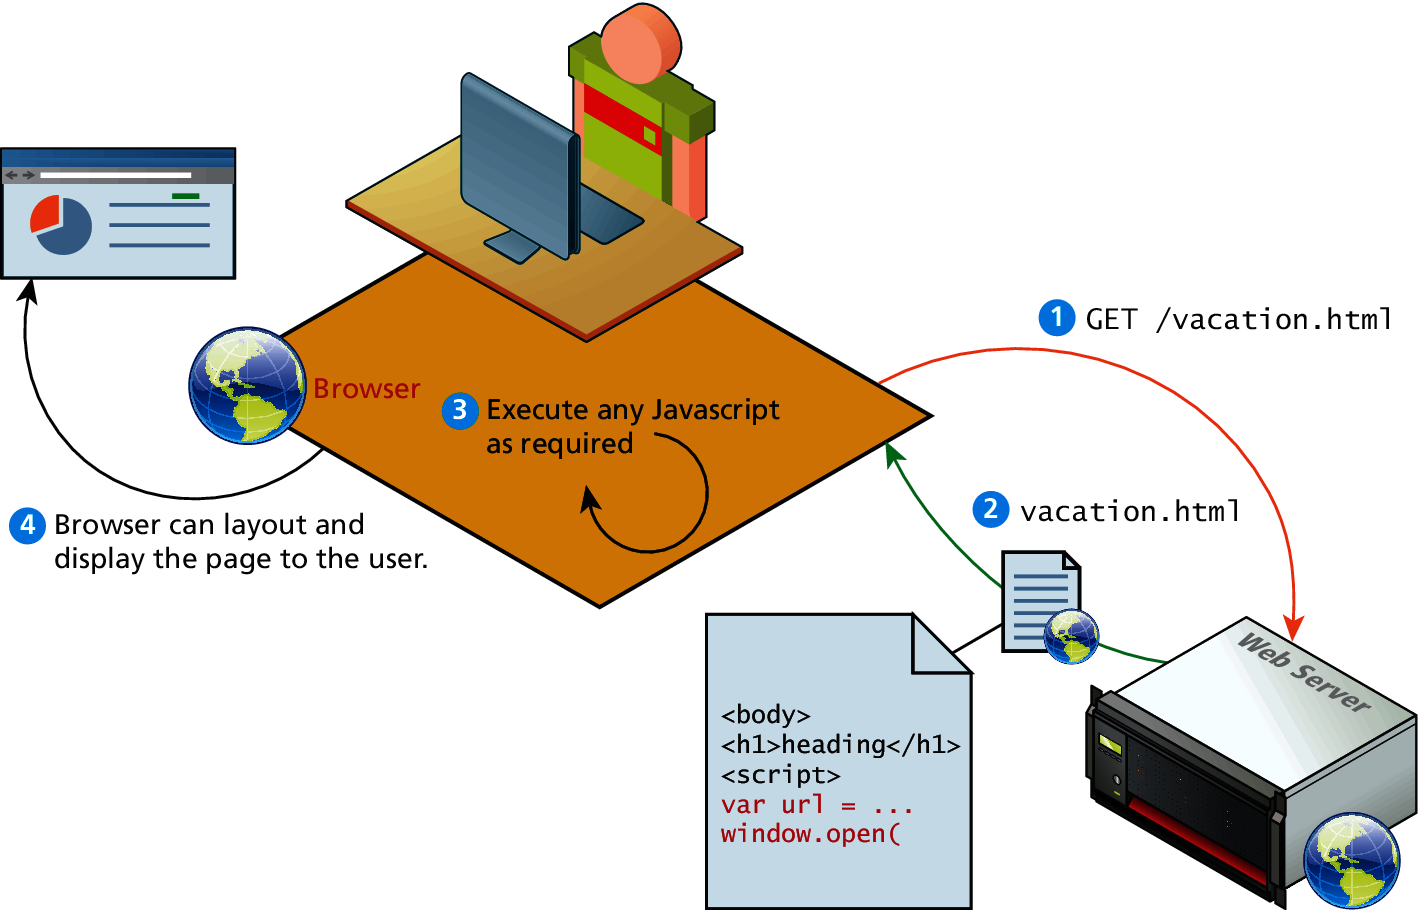 1 GET /vacation.html
Browser
3 Execute any Javascript
as required
2 vacation.html
4 Browser can layout and
display the page to the user.
Web Server
<body>
<h1>heading</h1>
<script>
var url = ...
window.open(